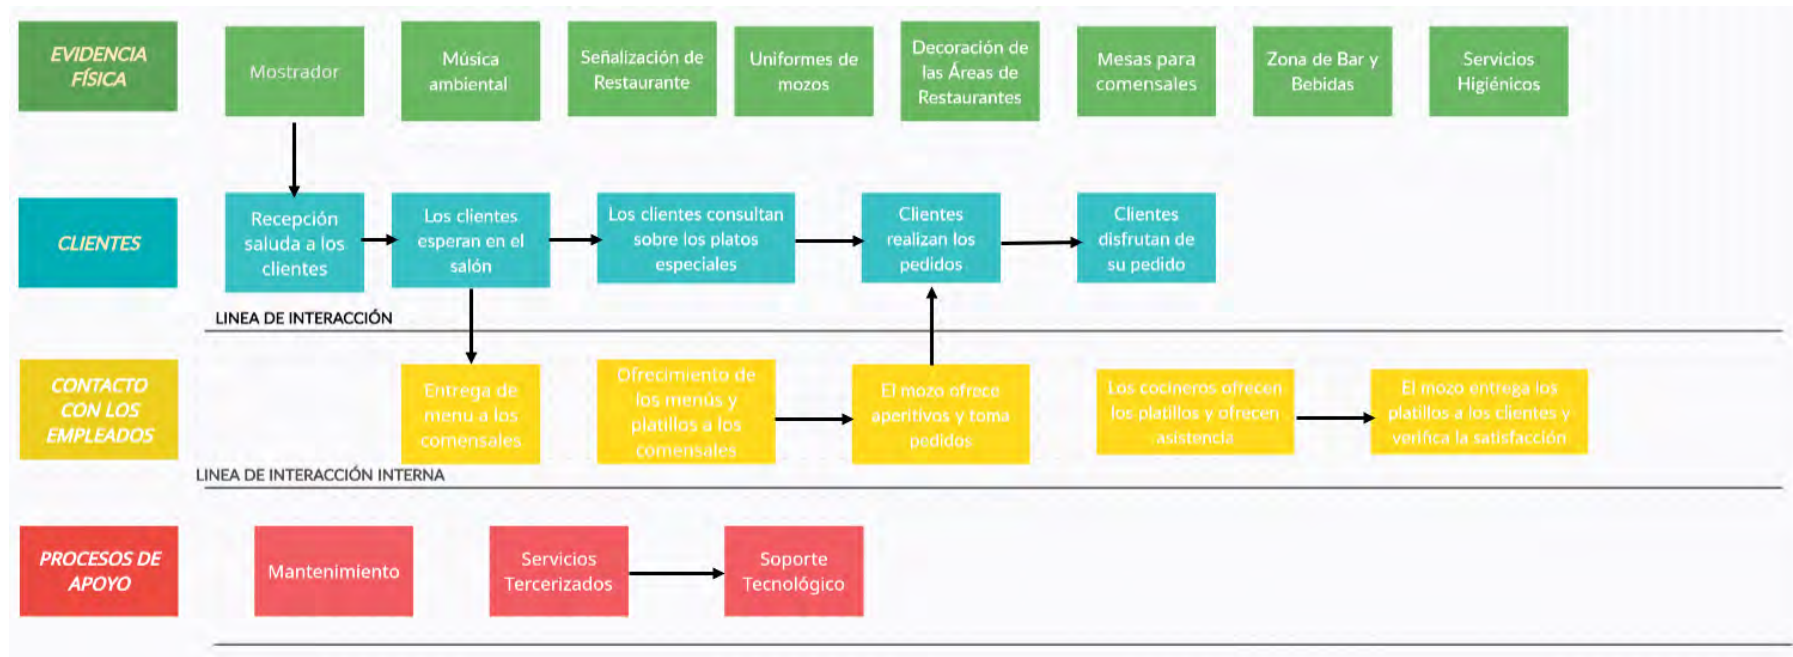 EVIDENCIA
FÍSICA
Mostrador
Música
ambiental
Señalización de
Restaurante
Uniformes de
mozos
Decoración de
las Áreas de
Restaurantes
Mesas para
comensales
Zona de Bar y
Bebidas
Servicios
Higiénicos
CLIENTES
Recepción
saluda a los
clientes
Los clientes
esperan en el
salón
Los clientes consultan
sobre los platos
especiales
Clientes
realizan los
pedidos
Clientes
disfrutan de
su pedido
LINEA DE INTERACCIÓN
CONTACTO
CON LOS
EMPLEADOS
Entrega de
menu a los
comensales
Ofrecimiento de
los menús y
platillos a los
comensales
El mozo ofrece
aperitivos y toma
pedidos
Los cocineros ofrecen
los platillos y ofrecen
asistencia
El mozo entrega los
platillos a los clientes y
verifica la satisfacción
LINEA DE INTERACCIÓN INTERNA
PROCESOS DE
APOYO
Mantenimiento
Servicios
Tercerizados
Soporte
Tecnológico